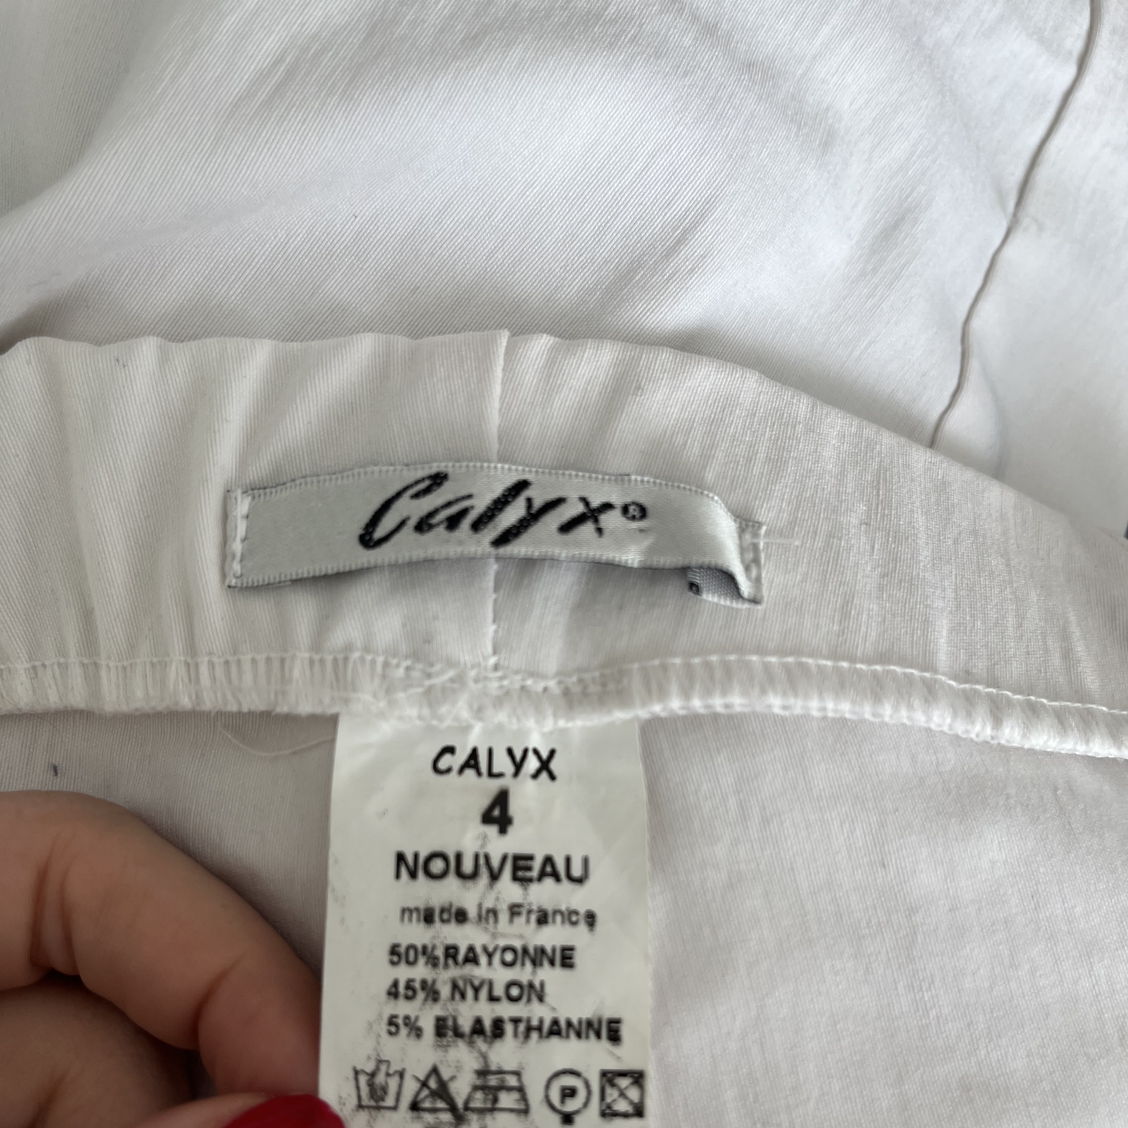 Calyx®
CALYX
4
NOUVEAU
made in France
50%RAYONNE
45% NYLON
5% ELASTHANNE
P